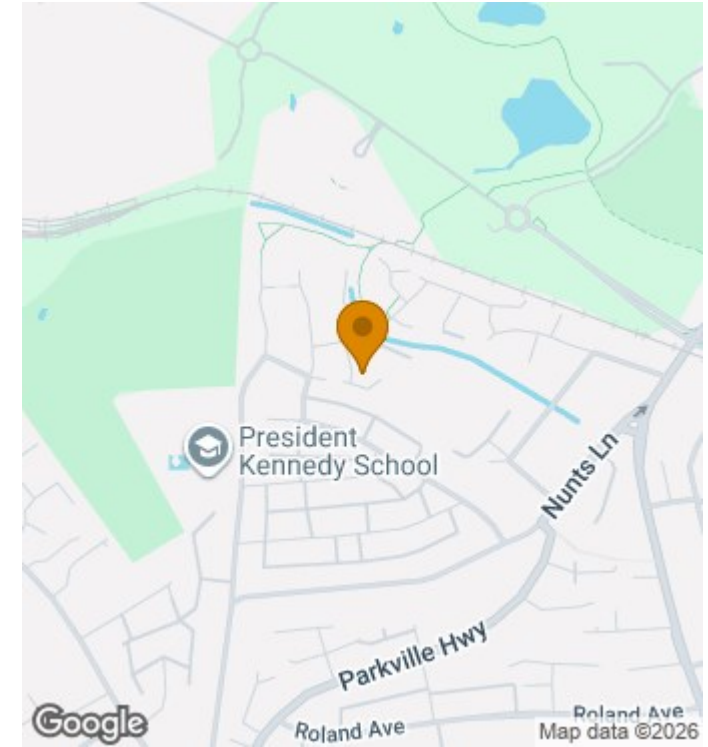 President
Kennedy School
Nunts Ln
Parkville Hwy
Roland Ave
Roland Ave
Google
Map data ©2026